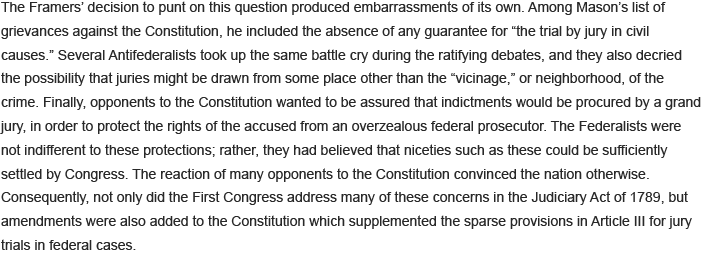 The Framers’ decision to punt on this question produced embarrassments of its own. Among Mason’s list of
grievances against the Constitution, he included the absence of any guarantee for “the trial by jury in civil
causes.” Several Antifederalists took up the same battle cry during the ratifying debates, and they also decried
the possibility that juries might be drawn from some place other than the “vicinage,” or neighborhood, of the
crime. Finally, opponents to the Constitution wanted to be assured that indictments would be procured by a grand
jury, in order to protect the rights of the accused from an overzealous federal prosecutor. The Federalists were
not indifferent to these protections; rather, they had believed that niceties such as these could be sufficiently
settled by Congress. The reaction of many opponents to the Constitution convinced the nation otherwise.
Consequently, not only did the First Congress address many of these concerns in the Judiciary Act of 1789, but
amendments were also added to the Constitution which supplemented the sparse provisions in Article III for jury
trials in federal cases.